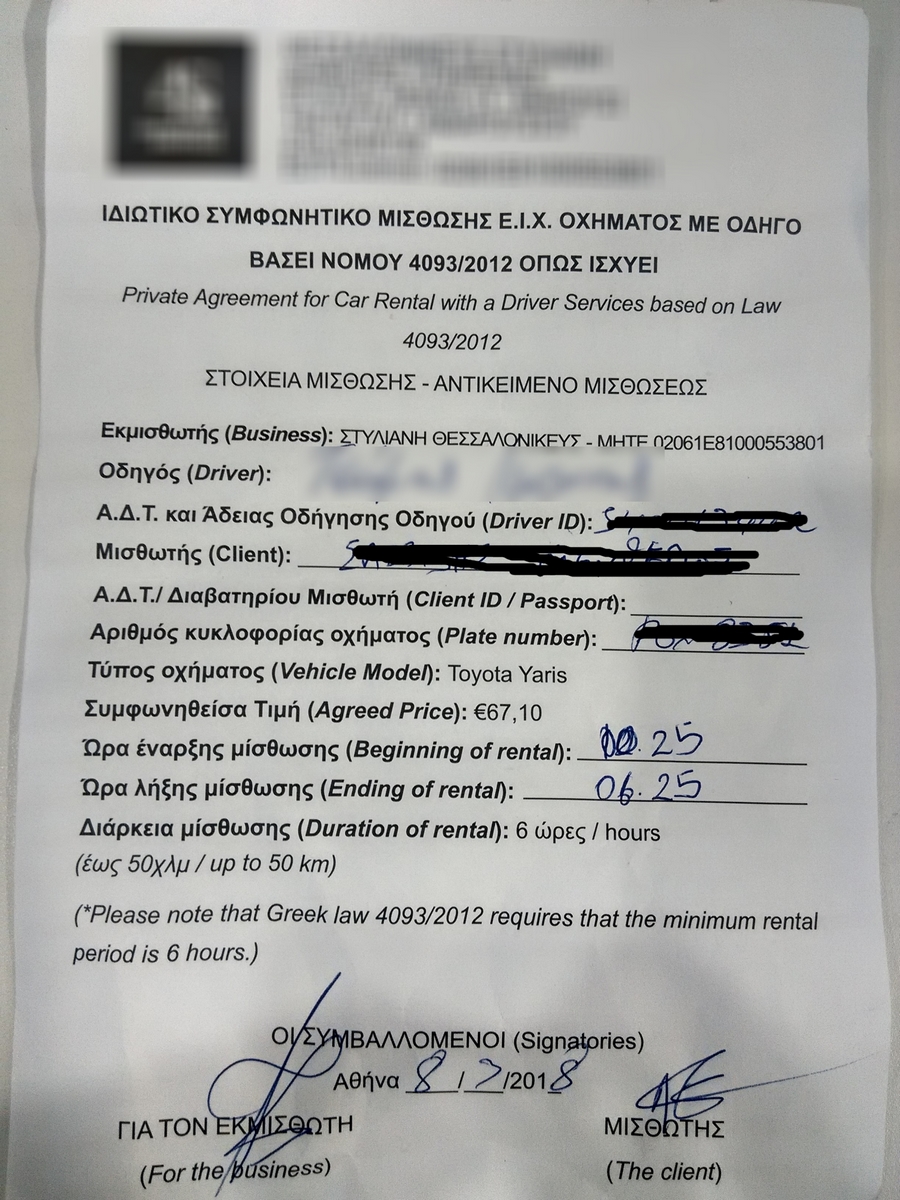 ΙΔΙΩΤΙΚΟ ΣΥΜΦΩΝΗΤΙΚΟ ΜΙΣΘΩΣΗΣ Ε.Ι.Χ. ΟΧΗΜΑΤΟΣ ΜΕ ΟΔΗΓΟ
ΒΑΣΕΙ ΝΟΜΟΥ 4093/2012 ΟΠΩΣ ΙΣΧΥΕΙ
Private Agreement for Car Rental with a Driver Services based on Law
4093/2012
ΣΤΟΙΧΕΙΑ ΜΙΣΘΩΣΗΣ - ΑΝΤΙΚΕΙΜΕΝΟ ΜΙΣΘΩΣΕΩΣ
Εκμισθωτής (Business): ΣΤΥΛΙΑΝΗ ΘΕΣΣΑΛΟΝΙΚΕΥΣ - ΜΗΤΕ 02061Ε81000553801
Οδηγός (Driver):
Α.Δ.Τ. και Άδειας Οδήγησης Οδηγού (Driver ID):
Μισθωτής (Client):
Α.Δ.Τ./ Διαβατηρίου Μισθωτή (Client ID / Passport):
Αριθμός κυκλοφορίας οχήματος (Plate number):
Τύπος οχήματος (Vehicle Model): Toyota Yaris
Συμφωνηθείσα Τιμή (Agreed Price): €67,10
Ώρα έναρξης μίσθωσης (Beginning of rental): 25
Ώρα λήξης μίσθωσης (Ending of rental): 06.25
Διάρκεια μίσθωσης (Duration of rental): 6 ώρες / hours
(έως 50χλμ / up to 50 km)
(*Please note that Greek law 4093/2012 requires that the minimum rental
period is 6 hours.)
ΟΙ ΣΥΜΒΑΛΛΟΜΕΝΟΙ (Signatories)
Αθήνα 8/7/2018
ΓΙΑ ΤΟΝ ΕΚΜΙΣΘΩΤΗ ΜΙΣΘΩΤΗΣ
(For the business) (The client)